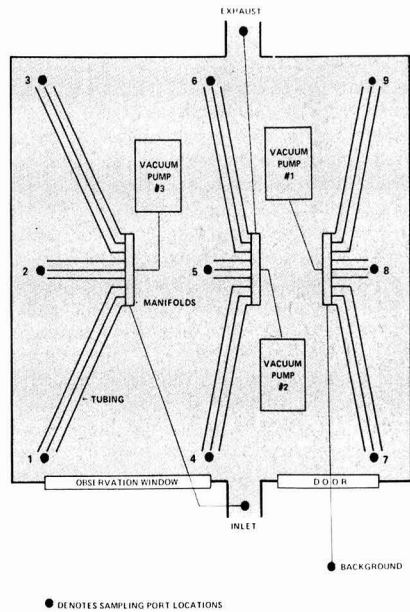 EXHAUST
3
6
9
VACUUM
PUMP
#3
VACUUM
PUMP
#1
2
5
8
MANIFOLDS
VACUUM
PUMP
#2
TUBING
1
4
7
OBSERVATION WINDOW
DOOR
INLET
BACKGROUND
● DENOTES SAMPLING PORT LOCATIONS